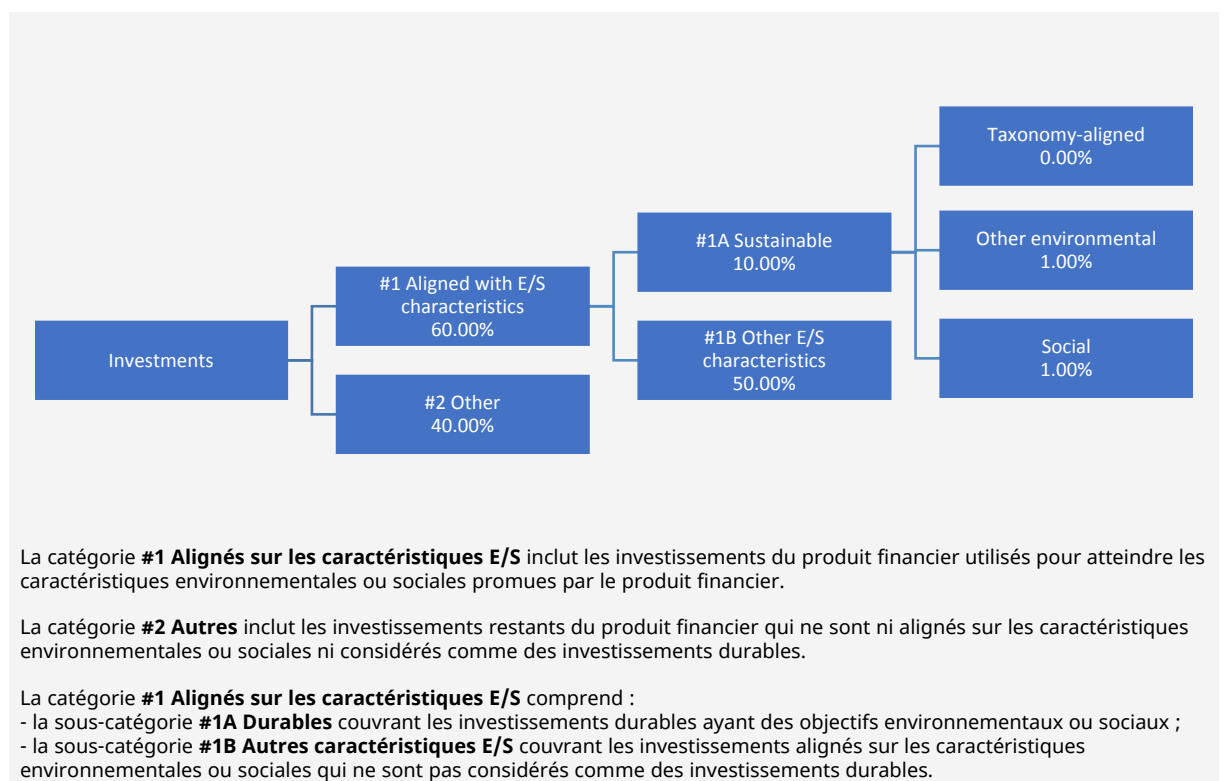 Taxonomy-aligned
0.00%
#1A Sustainable
10.00%
Other environmental
1.00%
#1 Aligned with E/S
characteristics
60.00%
Investments
#1B Other E/S
characteristics
50.00%
Social
1.00%
#2 Other
40.00%
La catégorie #1 Alignés sur les caractéristiques E/S inclut les investissements du produit financier utilisés pour atteindre les
caractéristiques environnementales ou sociales promues par le produit financier.
La catégorie #2 Autres inclut les investissements restants du produit financier qui ne sont ni alignés sur les caractéristiques
environnementales ou sociales ni considérés comme des investissements durables.
La catégorie #1 Alignés sur les caractéristiques E/S comprend :
- la sous-catégorie #1A Durables couvrant les investissements durables ayant des objectifs environnementaux ou sociaux ;
- la sous-catégorie #1B Autres caractéristiques E/S couvrant les investissements alignés sur les caractéristiques
environnementales ou sociales qui ne sont pas considérés comme des investissements durables.